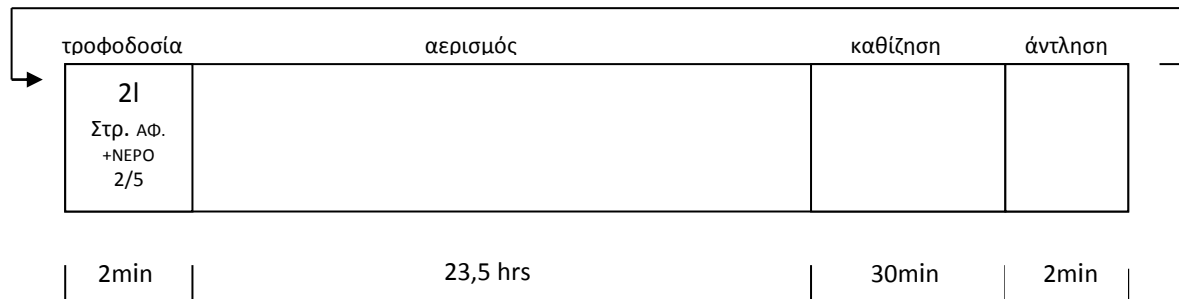 τροφοδοσία αερισμός καθίζηση άντληση
2l
Στρ. ΑΦ.
+ΝΕΡΟ
2/5
2min 23,5 hrs 30min 2min